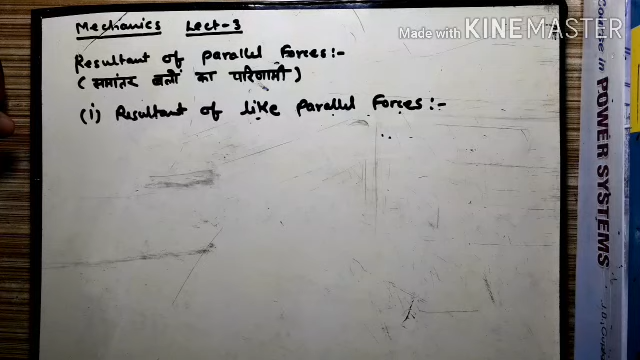 Mechanics Lect-3
Made with KINEMASTER
Resultant of parallel Forces:-
(समांतर बलों का परिणामी)
(i) Resultant of like Parallel Forces:-
in POWER SYSTEMS